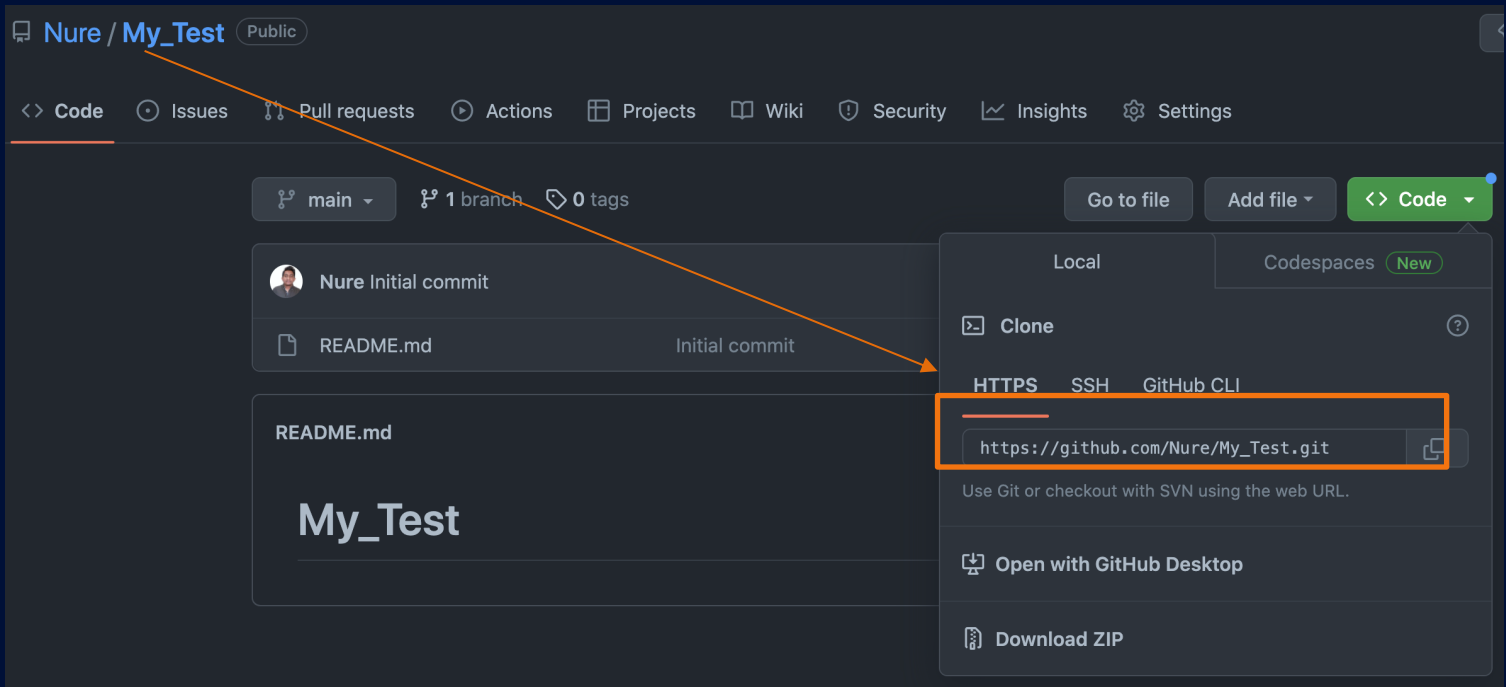 Nure / My_Test Public
Code Issues Pull requests Actions Projects Wiki Security Insights Settings
main 1 branch 0 tags Go to file Add file Code
Local Codespaces New
Nure Initial commit
Clone
README.md Initial commit
HTTPS SSH GitHub CLI
README.md
https://github.com/Nure/My_Test.git
Use Git or checkout with SVN using the web URL.
My_Test
Open with GitHub Desktop
Download ZIP